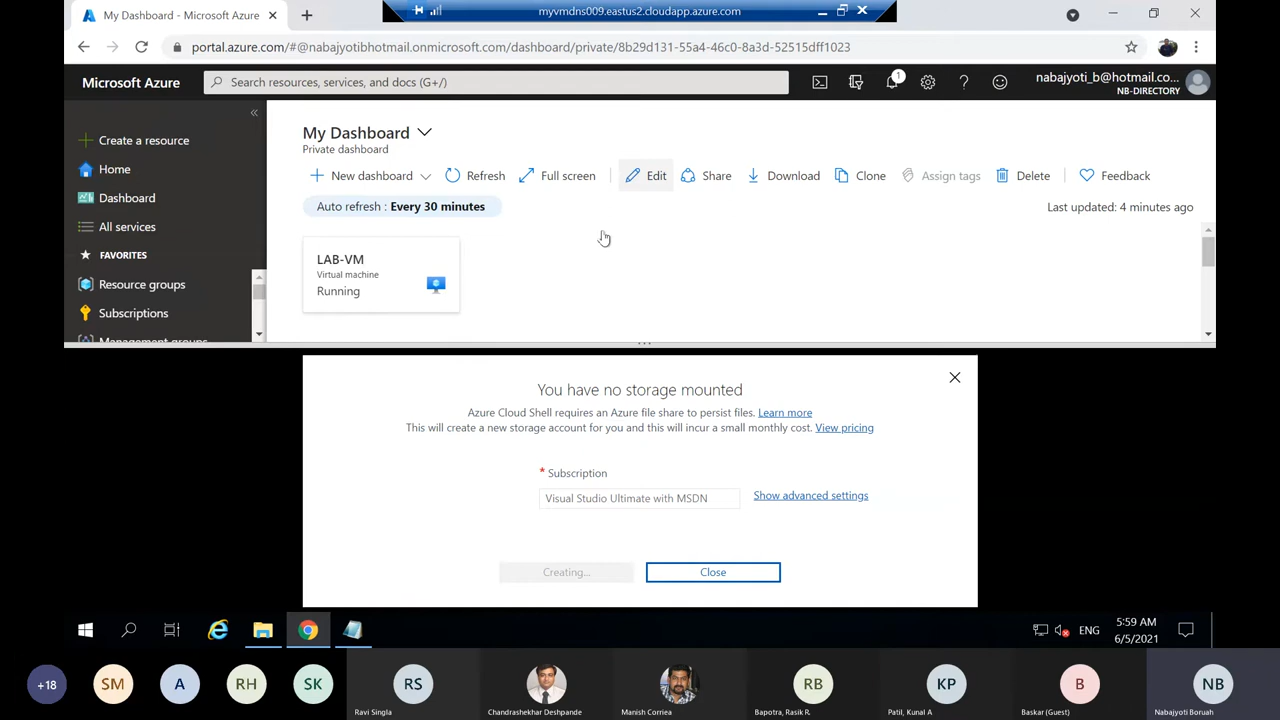 My Dashboard - Microsoft Azure
myvmdns009.eastus2.cloudapp.azure.com
portal.azure.com/#@nabajyotibhotmail.onmicrosoft.com/dashboard/private/8b29d131-55a4-46c0-8a3d-52515dff1023
Microsoft Azure
Search resources, services, and docs (G+/)
1
nabajyoti_b@hotmail.co...
NB-DIRECTORY
Create a resource
Home
Dashboard
All services
FAVORITES
Resource groups
Subscriptions
Management groups
My Dashboard
Private dashboard
New dashboard
Refresh
Full screen
Edit
Share
Download
Clone
Assign tags
Delete
Feedback
Auto refresh : Every 30 minutes
Last updated: 4 minutes ago
LAB-VM
Virtual machine
Running
You have no storage mounted
Azure Cloud Shell requires an Azure file share to persist files. Learn more
This will create a new storage account for you and this will incur a small monthly cost. View pricing
* Subscription
Visual Studio Ultimate with MSDN
Show advanced settings
Creating...
Close
ENG
5:59 AM
6/5/2021
+18
SM
A
RH
SK
RS
Ravi Singla
Chandrashekhar Deshpande
Manish Corriea
RB
Bapotra, Rasik R.
KP
Patil, Kunal A
B
Baskar (Guest)
NB
Nabajyoti Boruah